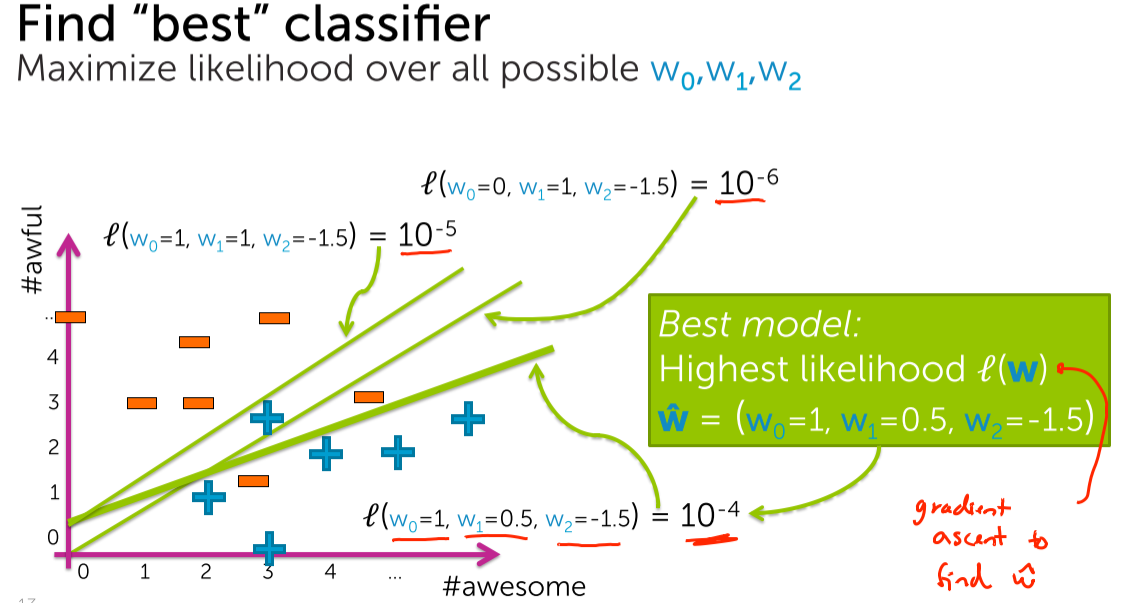 Find “best” classifier
Maximize likelihood over all possible w₀,w₁,w₂
ℓ(w₀=0, w₁=1, w₂=-1.5) = 10⁻⁶
ℓ(w₀=1, w₁=1, w₂=-1.5) = 10⁻⁵
#awful
...
4
3
2
1
0
Best model:
Highest likelihood ℓ(w)
ŵ = (w₀=1, w₁=0.5, w₂=-1.5)
ℓ(w₀=1, w₁=0.5, w₂=-1.5) = 10⁻⁴
gradient
ascent to
find ŵ
0 1 2 3 4 ...
#awesome